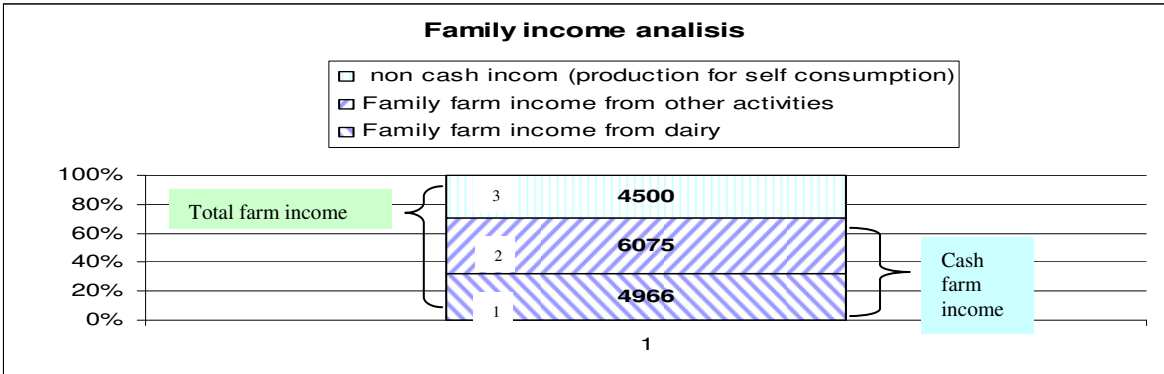 Family income analisis
non cash incom (production for self consumption)
Family farm income from other activities
Family farm income from dairy
100%
80%
60%
40%
20%
0%
Total farm income
3
4500
2
6075
1
4966
Cash
farm
income
1